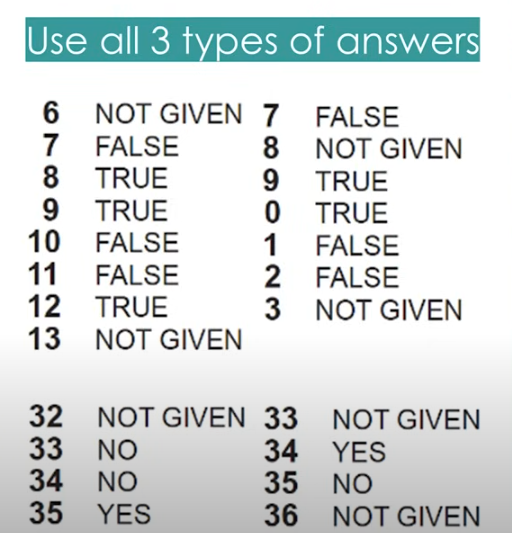 Use all 3 types of answers
6 NOT GIVEN
7 FALSE
8 TRUE
9 TRUE
10 FALSE
11 FALSE
12 TRUE
13 NOT GIVEN
7 FALSE
8 NOT GIVEN
9 TRUE
0 TRUE
1 FALSE
2 FALSE
3 NOT GIVEN
32 NOT GIVEN
33 NO
34 NO
35 YES
33 NOT GIVEN
34 YES
35 NO
36 NOT GIVEN